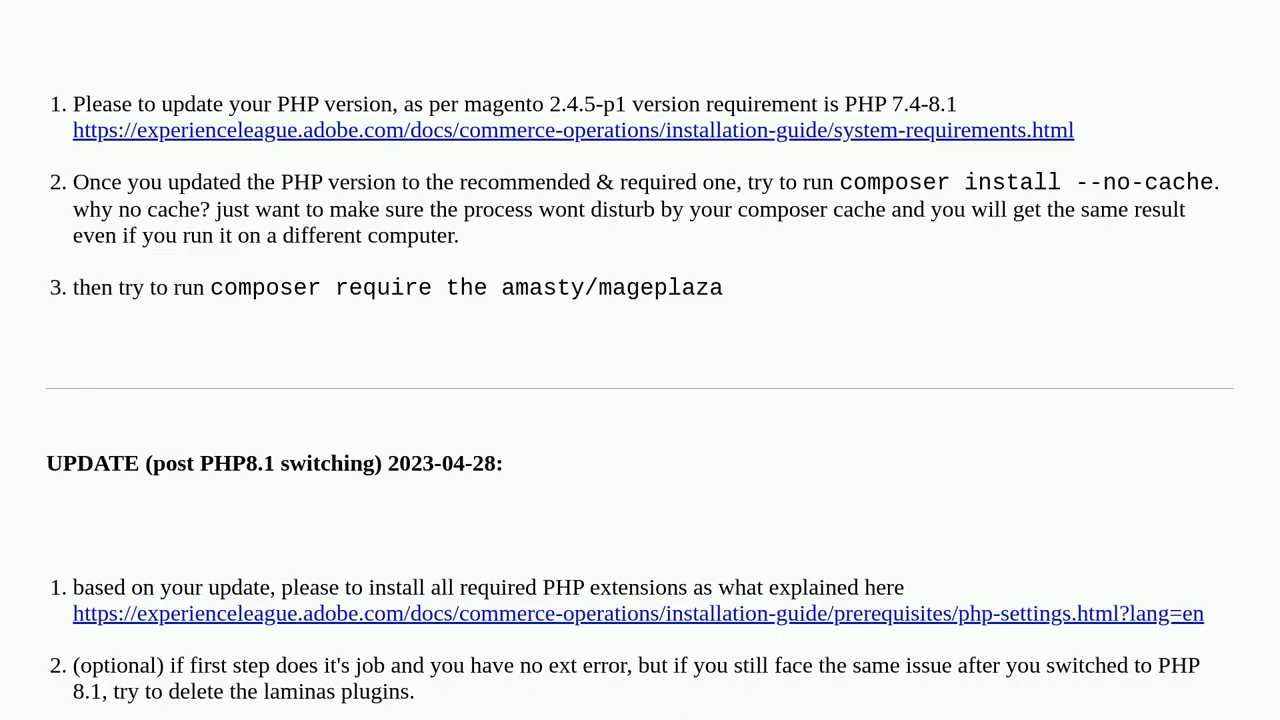 1. Please to update your PHP version, as per magento 2.4.5-p1 version requirement is PHP 7.4-8.1
https://experienceleague.adobe.com/docs/commerce-operations/installation-guide/system-requirements.html
2. Once you updated the PHP version to the recommended & required one, try to run composer install --no-cache.
why no cache? just want to make sure the process wont disturb by your composer cache and you will get the same result
even if you run it on a different computer.
3. then try to run composer require the amasty/mageplaza
UPDATE (post PHP8.1 switching) 2023-04-28:
1. based on your update, please to install all required PHP extensions as what explained here
https://experienceleague.adobe.com/docs/commerce-operations/installation-guide/prerequisites/php-settings.html?lang=en
2. (optional) if first step does it's job and you have no ext error, but if you still face the same issue after you switched to PHP
8.1, try to delete the laminas plugins.